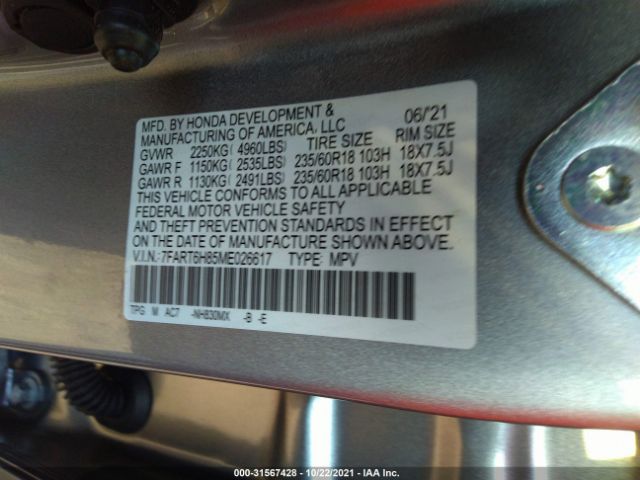 MFD. BY HONDA DEVELOPMENT & 06/'21
MANUFACTURING OF AMERICA, LLC
GVWR 2250KG( 4960LBS) TIRE SIZE RIM SIZE
GAWR F 1150KG( 2535LBS) 235/60R18 103H 18X7.5J
GAWR R 1130KG( 2491LBS) 235/60R18 103H 18X7.5J
THIS VEHICLE CONFORMS TO ALL APPLICABLE
FEDERAL MOTOR VEHICLE SAFETY
AND THEFT PREVENTION STANDARDS IN EFFECT
ON THE DATE OF MANUFACTURE SHOWN ABOVE.
V.I.N.:7FART6H85ME026617 TYPE: MPV
TPG M AC7 -NH830MX -B -E
000-31567428 - 10/22/2021 - IAA Inc.